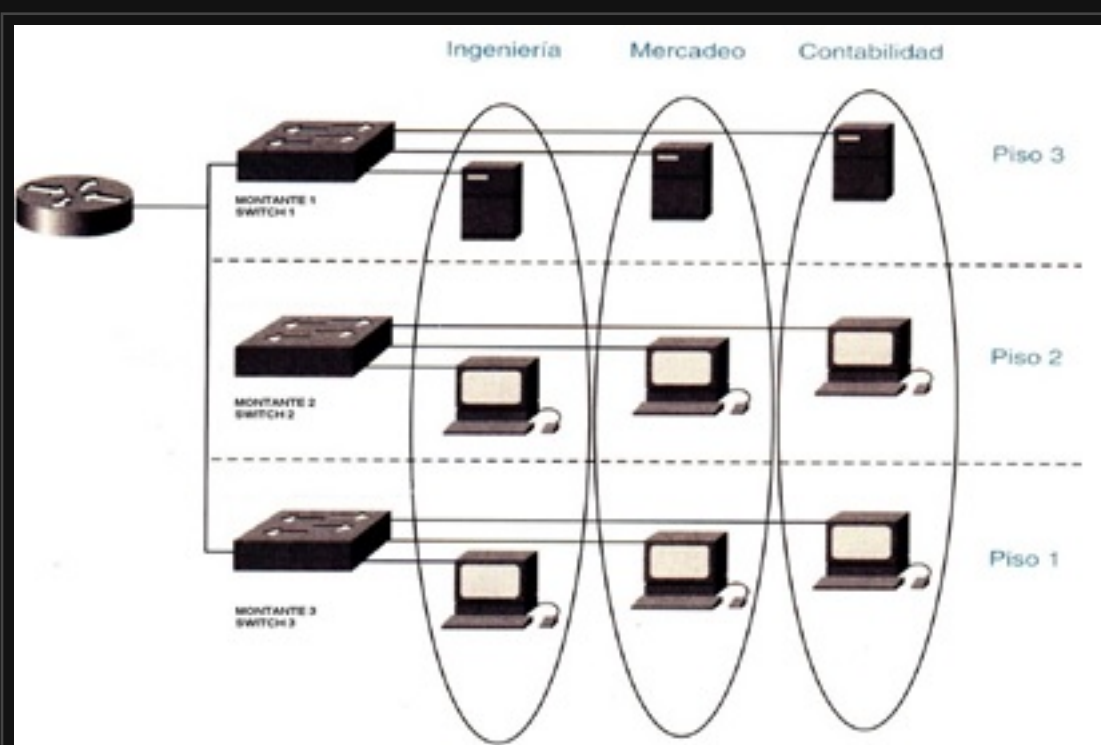 Ingeniería
Mercadeo
Contabilidad
Piso 3
MONTANTE 1
SWITCH 1
Piso 2
MONTANTE 2
SWITCH 2
Piso 1
MONTANTE 3
SWITCH 3